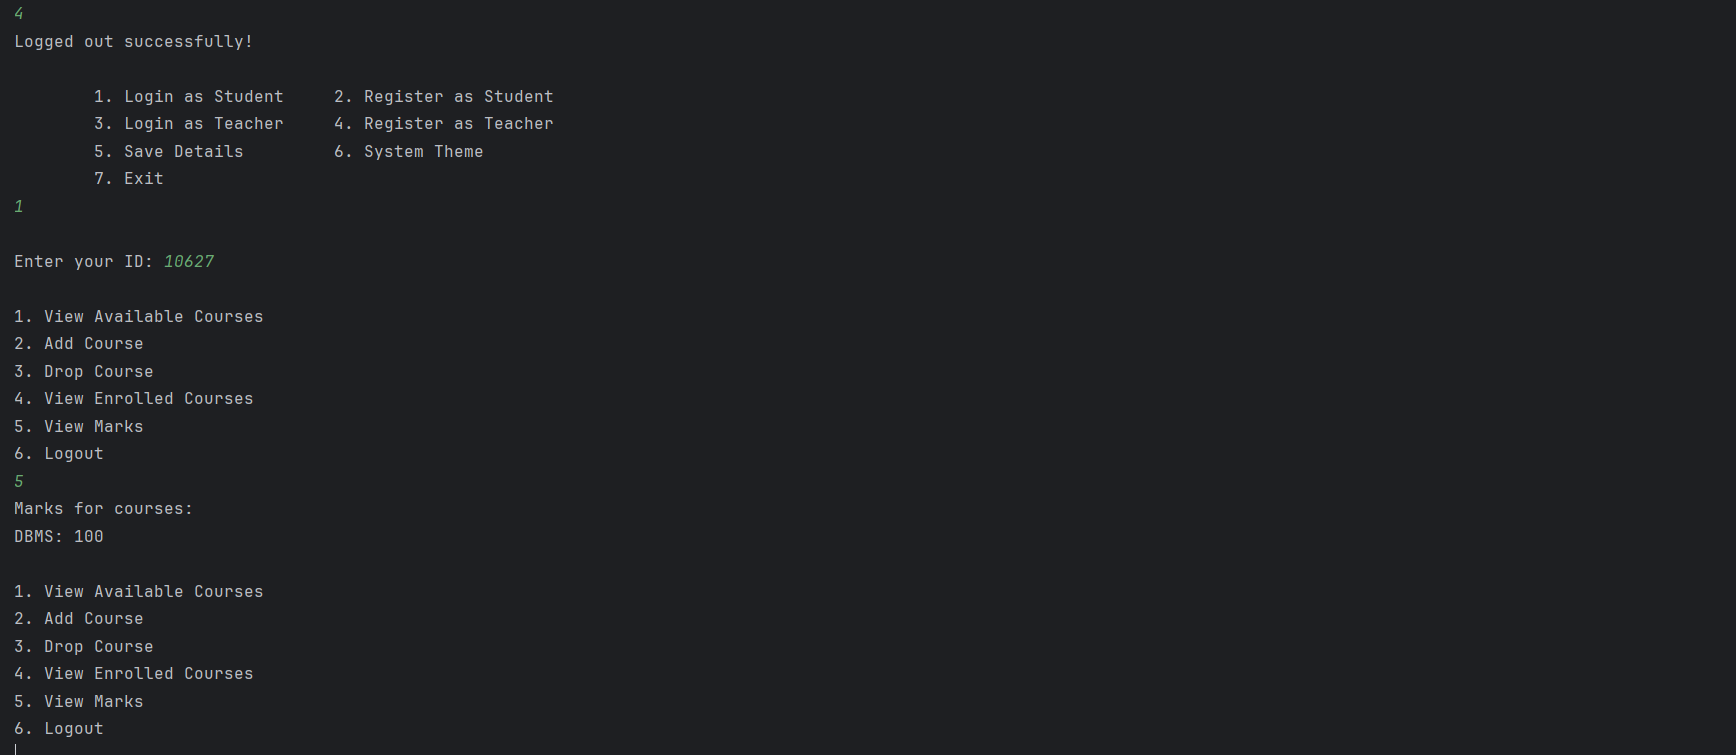 4
Logged out successfully!
1. Login as Student 2. Register as Student
3. Login as Teacher 4. Register as Teacher
5. Save Details 6. System Theme
7. Exit
1
Enter your ID: 10627
1. View Available Courses
2. Add Course
3. Drop Course
4. View Enrolled Courses
5. View Marks
6. Logout
5
Marks for courses:
DBMS: 100
1. View Available Courses
2. Add Course
3. Drop Course
4. View Enrolled Courses
5. View Marks
6. Logout